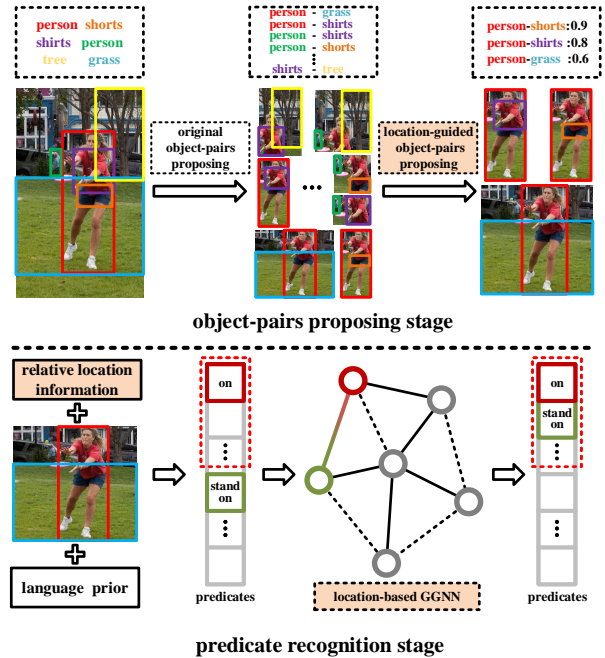 person shorts
shirts person
tree grass
person - grass
person - shirts
person - shirts
person - shorts
shirts - tree
person-shorts:0.9
person-shirts:0.8
person-grass :0.6
original
object-pairs
proposing
...
location-guided
object-pairs
proposing
object-pairs proposing stage
relative location
information
language prior
on
stand
on
predicates
location-based GGNN
on
stand
on
predicates
predicate recognition stage